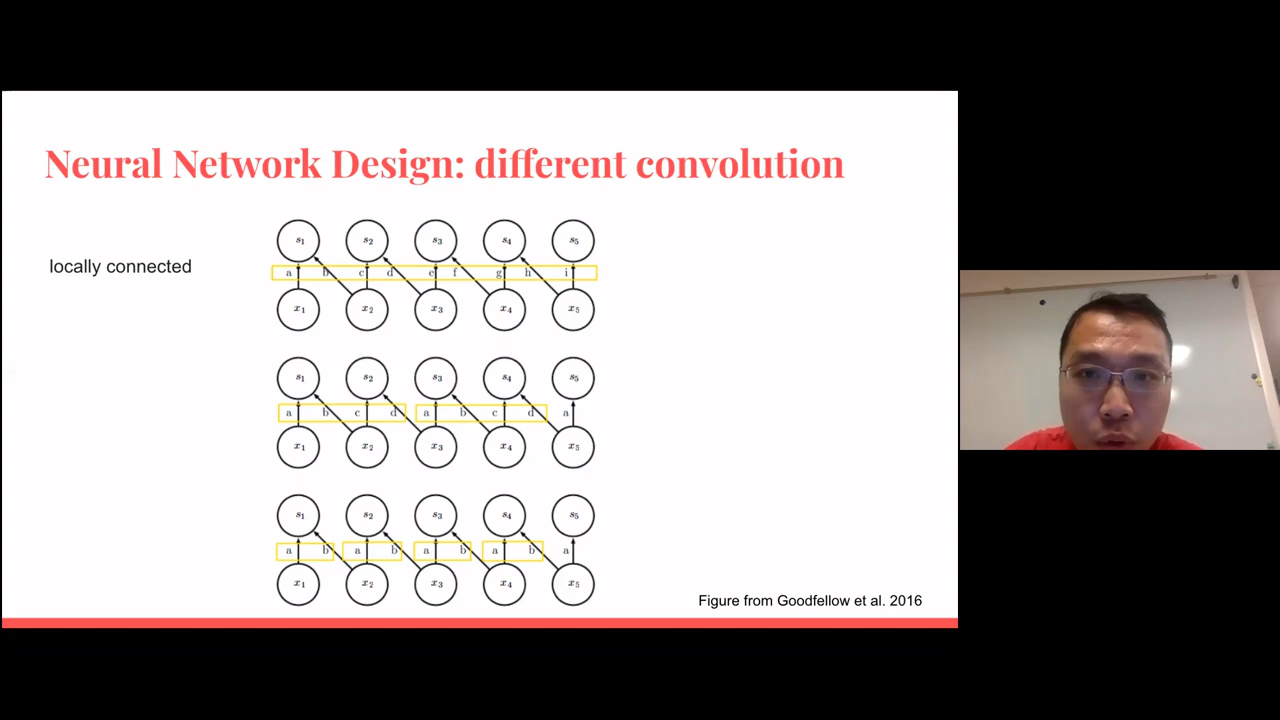 Neural Network Design: different convolution
locally connected
s1 s2 s3 s4 s5
a b c d e f g h i
x1 x2 x3 x4 x5
s1 s2 s3 s4 s5
a b c d a b c d a
x1 x2 x3 x4 x5
s1 s2 s3 s4 s5
a b a b a b a b a
x1 x2 x3 x4 x5
Figure from Goodfellow et al. 2016